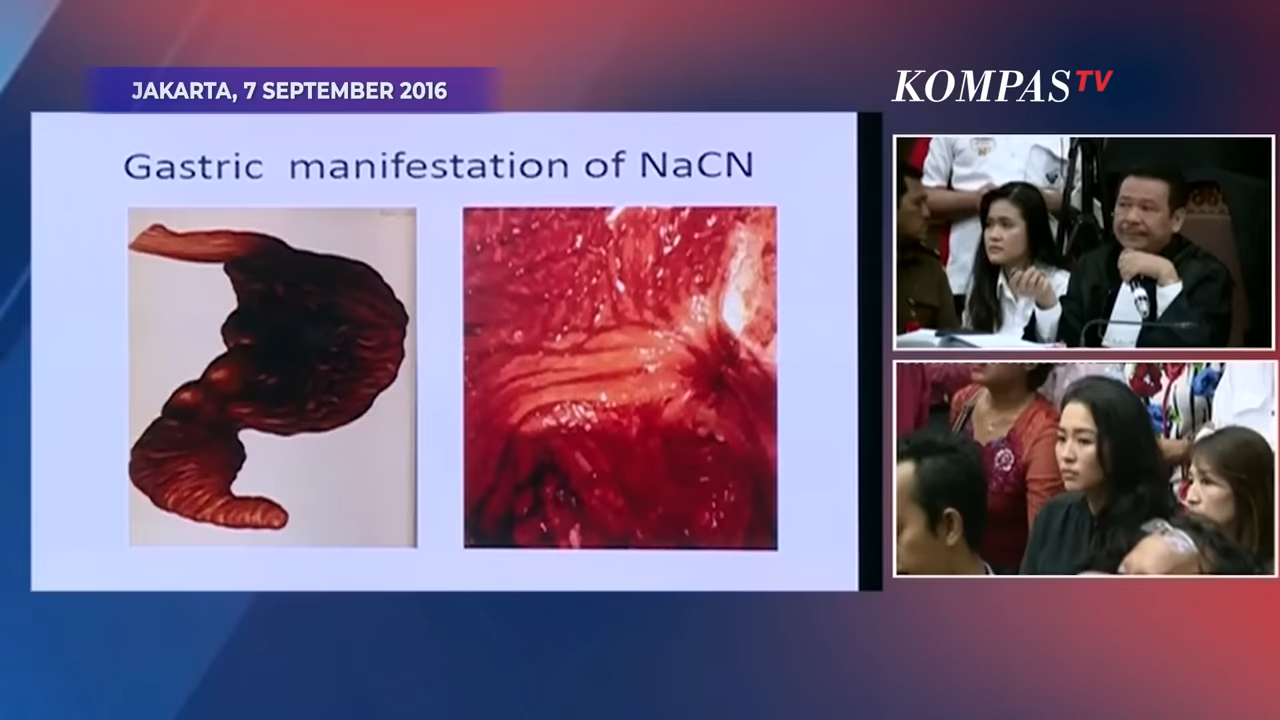 JAKARTA, 7 SEPTEMBER 2016
KOMPASTV
Gastric manifestation of NaCN